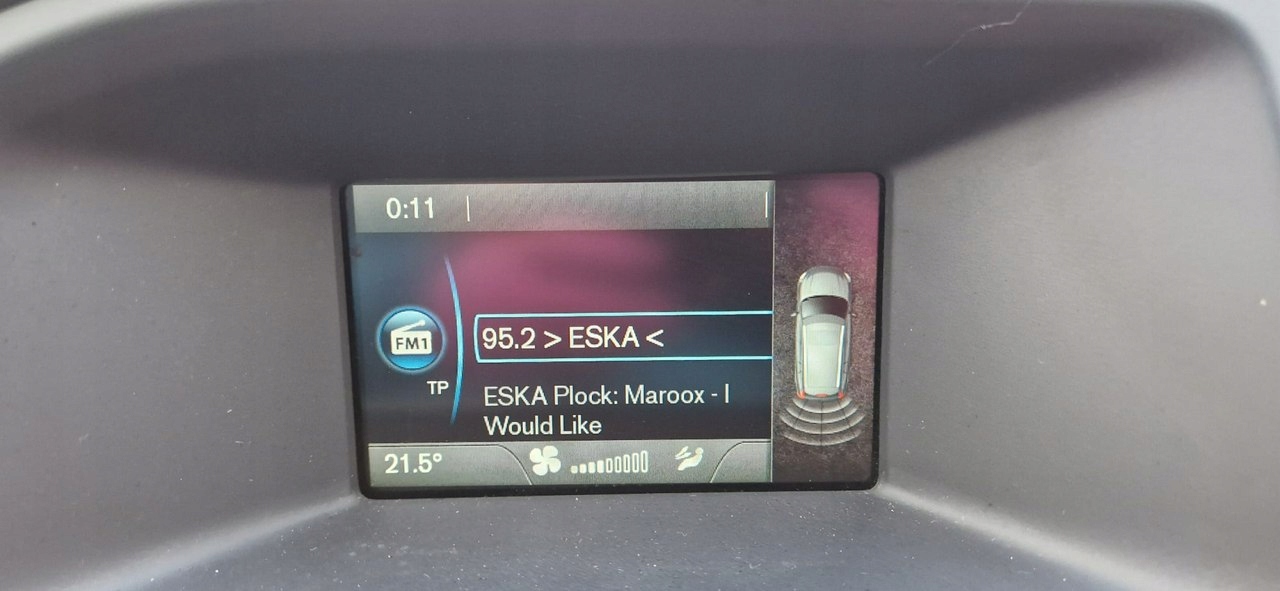 0:11
FM1
95.2 > ESKA <
TP
ESKA Plock: Maroox - I
Would Like
21.5°